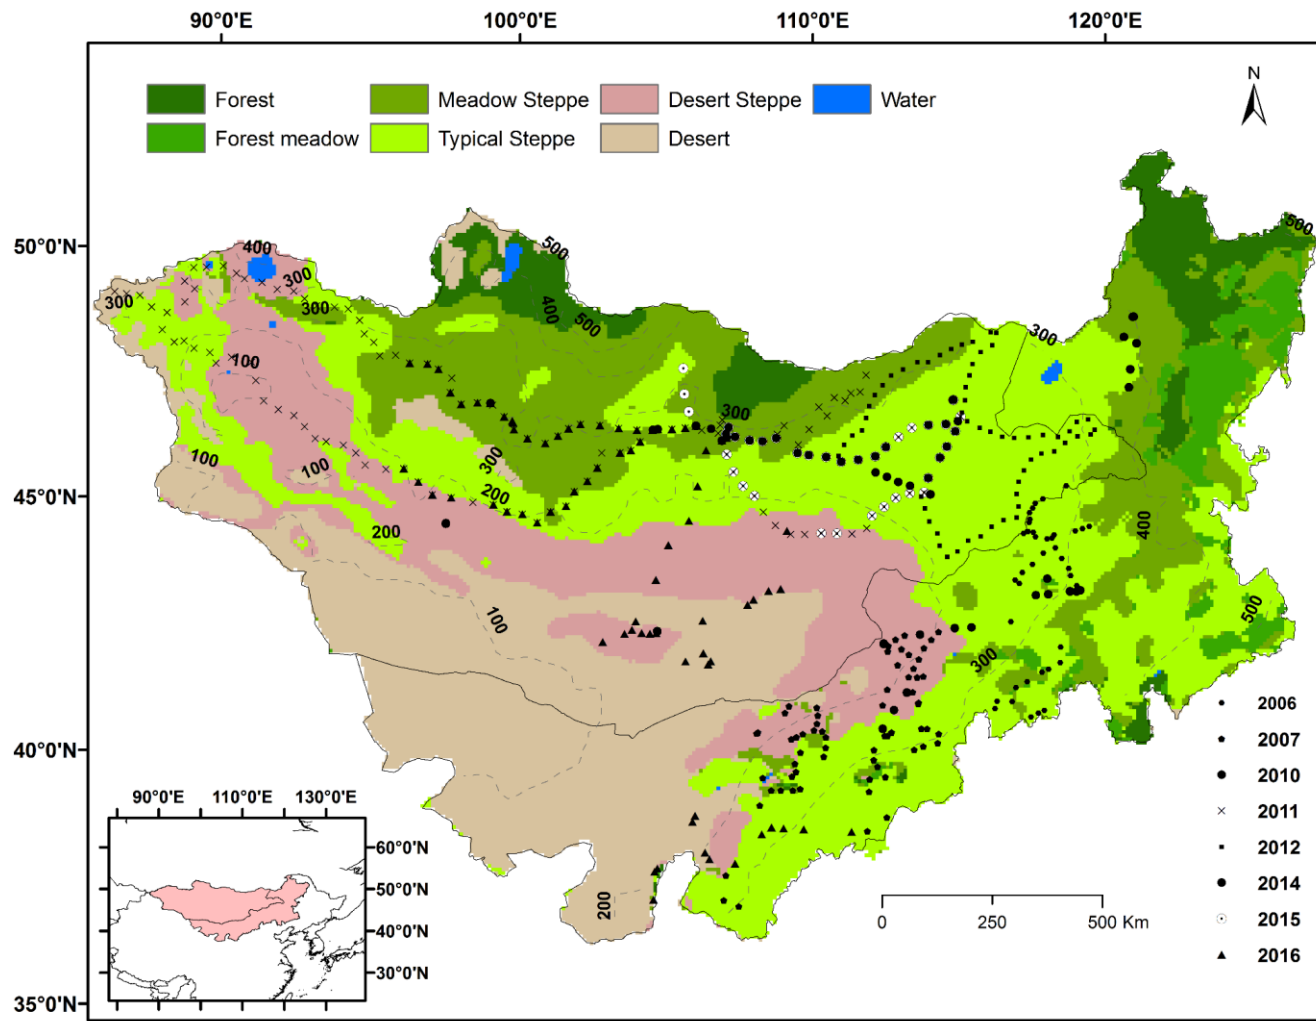 90°0'E 100°0'E 110°0'E 120°0'E
N
Forest Meadow Steppe Desert Steppe Water
Forest meadow Typical Steppe Desert
50°0'N
45°0'N
40°0'N
35°0'N
400
300
300
300
100
100
100
200
200
300
100
200
500
400
500
300
300
500
400
500
300
2006
2007
2010
2011
2012
2014
2015
2016
0 250 500 Km
90°0'E 110°0'E 130°0'E
60°0'N
50°0'N
40°0'N
30°0'N